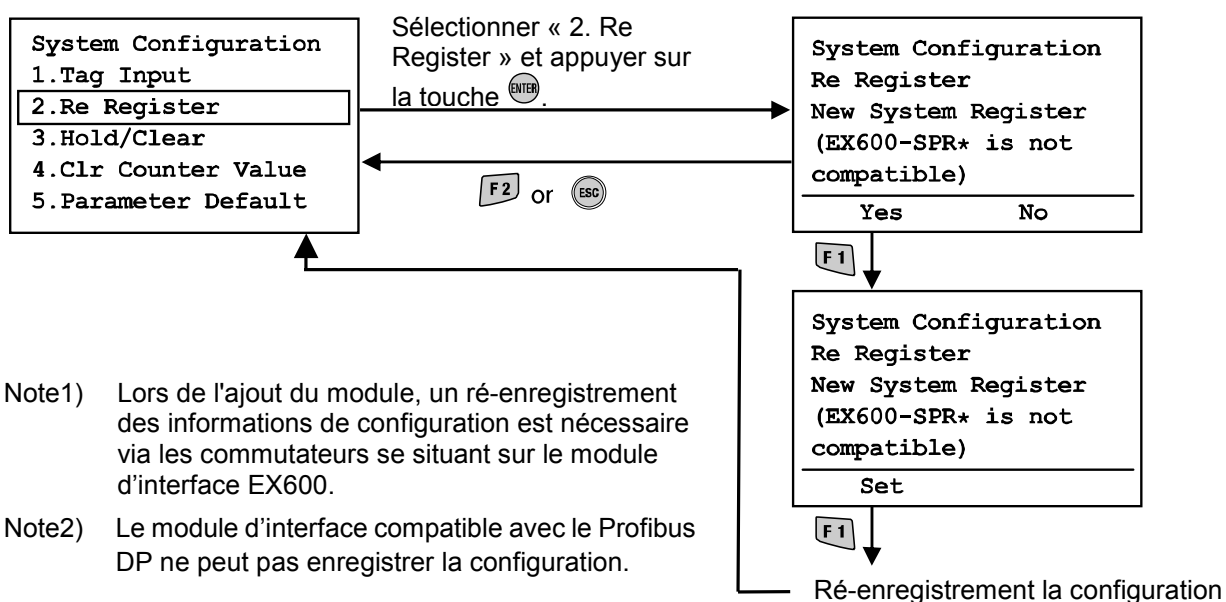 System Configuration
1.Tag Input
2.Re Register
3.Hold/Clear
4.Clr Counter Value
5.Parameter Default
Sélectionner « 2. Re
Register » et appuyer sur
la touche ENTER.
F2 or ESC
System Configuration
Re Register
New System Register
(EX600-SPR* is not
compatible)
Yes No
F1
System Configuration
Re Register
New System Register
(EX600-SPR* is not
compatible)
Set
F1
Ré-enregistrement la configuration
Note1) Lors de l'ajout du module, un ré-enregistrement
des informations de configuration est nécessaire
via les commutateurs se situant sur le module
d’interface EX600.
Note2) Le module d’interface compatible avec le Profibus
DP ne peut pas enregistrer la configuration.